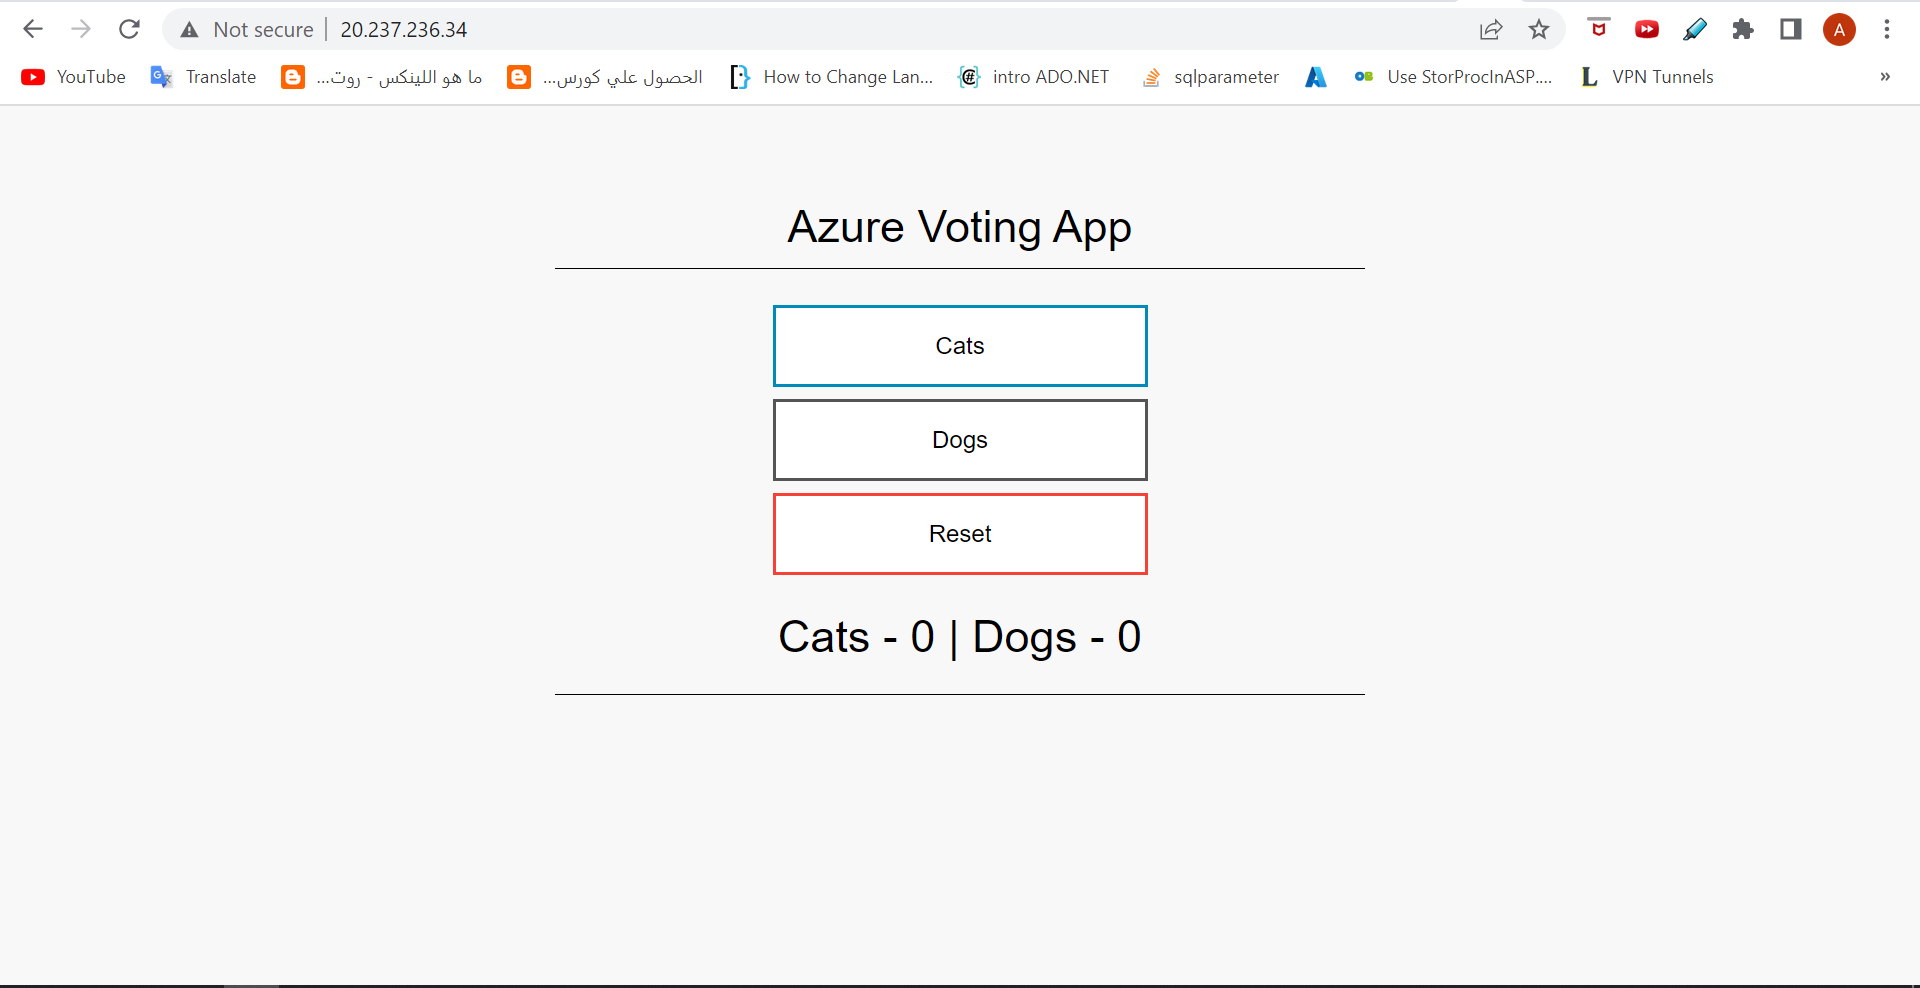 Not secure | 20.237.236.34 A
YouTube Translate ما هو اللينكس - روت... الحصول علي كورس... How to Change Lan... intro ADO.NET sqlparameter Use StorProcInASP.... VPN Tunnels »
Azure Voting App
Cats
Dogs
Reset
Cats - 0 | Dogs - 0